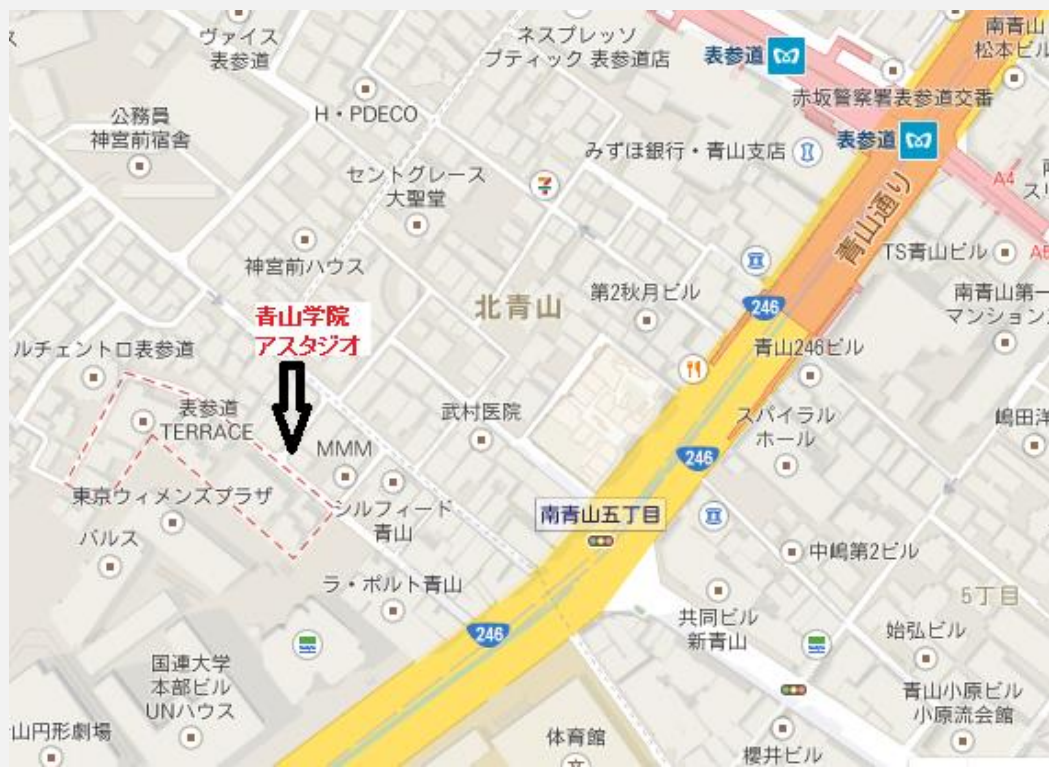 ヴァイス
表参道
ネスプレッソ
ブティック 表参道店
表参道
南青山
松本ビル
赤坂警察署表参道交番
H・PDECO
公務員
神宮前宿舎
みずほ銀行・青山支店
表参道
セントグレース
大聖堂
A4
青山通り
TS青山ビル
神宮前ハウス
北青山
第2秋月ビル
246
南青山第一
マンション
青山学院
アスタジオ
ルチェントロ表参道
青山246ビル
表参道
TERRACE
武村医院
スパイラル
ホール
嶋田洋
MMM
246
東京ウィメンズプラザ
シルフィード
青山
南青山五丁目
バルス
中嶋第2ビル
ラ・ポルト青山
5丁目
共同ビル
新青山
246
始弘ビル
国連大学
本部ビル
UNハウス
青山小原ビル
小原流会館
山円形劇場
体育館
文
櫻井ビル